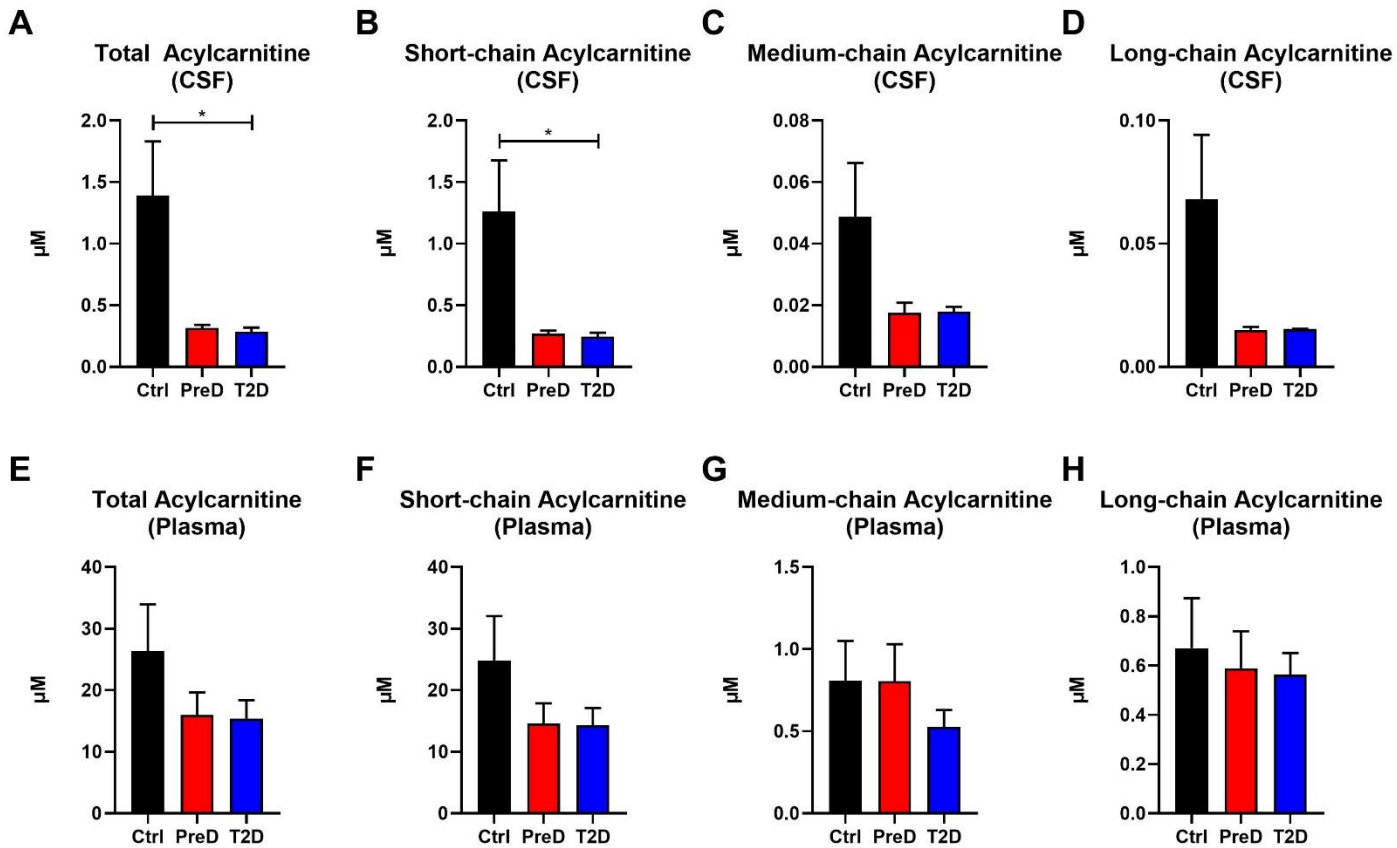 A
Total Acylcarnitine
(CSF)
µM
2.0
1.5
1.0
0.5
0.0
*
Ctrl PreD T2D
B
Short-chain Acylcarnitine
(CSF)
µM
2.0
1.5
1.0
0.5
0.0
*
Ctrl PreD T2D
C
Medium-chain Acylcarnitine
(CSF)
µM
0.08
0.06
0.04
0.02
0.00
Ctrl PreD T2D
D
Long-chain Acylcarnitine
(CSF)
µM
0.10
0.05
0.00
Ctrl PreD T2D
E
Total Acylcarnitine
(Plasma)
µM
40
30
20
10
0
Ctrl PreD T2D
F
Short-chain Acylcarnitine
(Plasma)
µM
40
30
20
10
0
Ctrl PreD T2D
G
Medium-chain Acylcarnitine
(Plasma)
µM
1.5
1.0
0.5
0.0
Ctrl PreD T2D
H
Long-chain Acylcarnitine
(Plasma)
µM
1.0
0.8
0.6
0.4
0.2
0.0
Ctrl PreD T2D